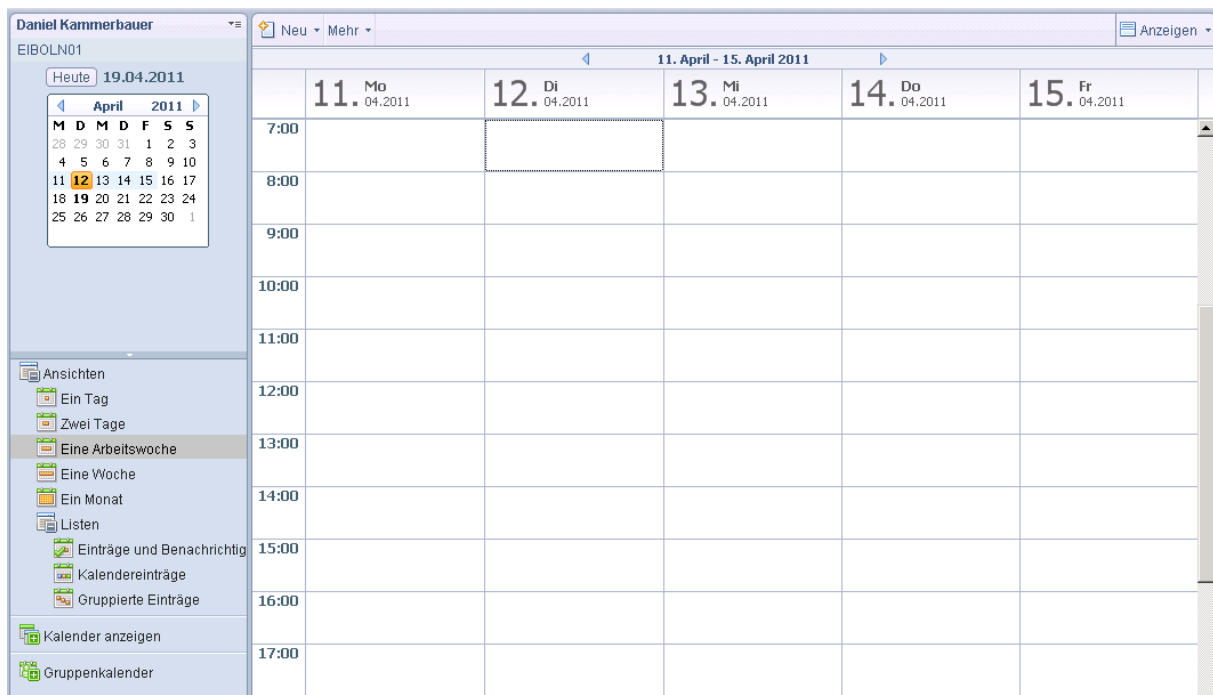 Daniel Kammerbauer
EIBOLN01
Heute 19.04.2011
April 2011
M D M D F S S
28 29 30 31 1 2 3
4 5 6 7 8 9 10
11 12 13 14 15 16 17
18 19 20 21 22 23 24
25 26 27 28 29 30 1
Ansichten
Ein Tag
Zwei Tage
Eine Arbeitswoche
Eine Woche
Ein Monat
Listen
Einträge und Benachrichtig
Kalendereinträge
Gruppierte Einträge
Kalender anzeigen
Gruppenkalender
Neu Mehr Anzeigen
11. April - 15. April 2011
11. Mo 04.2011 12. Di 04.2011 13. Mi 04.2011 14. Do 04.2011 15. Fr 04.2011
7:00
8:00
9:00
10:00
11:00
12:00
13:00
14:00
15:00
16:00
17:00